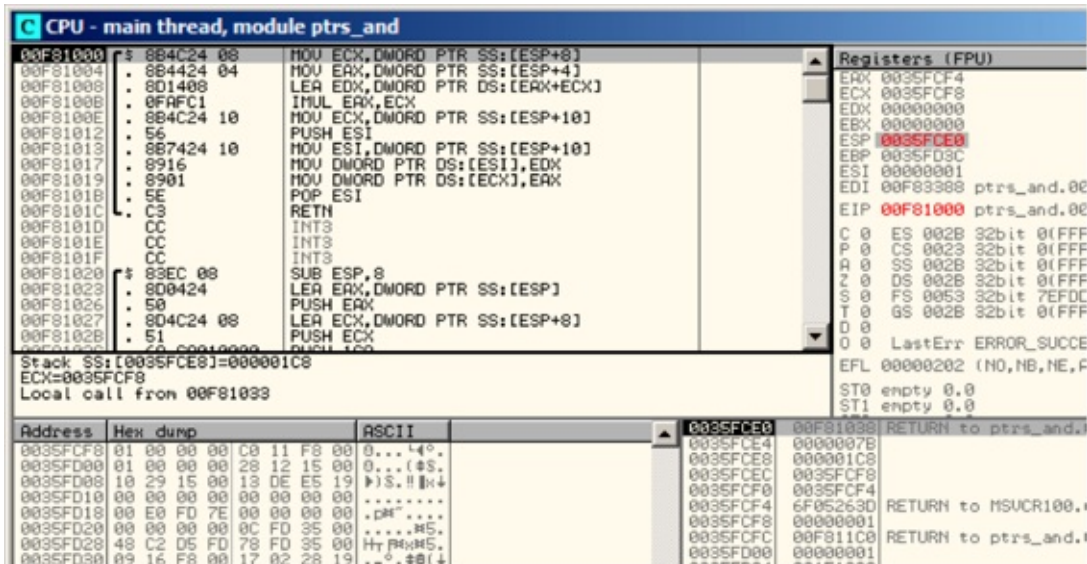 CPU - main thread, module ptrs_and
00F81000 $ 8B4C24 08 MOV ECX,DWORD PTR SS:[ESP+8]
00F81004 . 8B4424 04 MOV EAX,DWORD PTR SS:[ESP+4]
00F81008 . 8D1408 LEA EDX,DWORD PTR DS:[EAX+ECX]
00F8100B . 0FAFC1 IMUL EAX,ECX
00F8100E . 8B4C24 10 MOV ECX,DWORD PTR SS:[ESP+10]
00F81012 . 56 PUSH ESI
00F81013 . 8B7424 10 MOV ESI,DWORD PTR SS:[ESP+10]
00F81017 . 8916 MOV DWORD PTR DS:[ESI],EDX
00F81019 . 8901 MOV DWORD PTR DS:[ECX],EAX
00F8101B . 5E POP ESI
00F8101C . C3 RETN
00F8101D CC INT3
00F8101E CC INT3
00F8101F CC INT3
00F81020 $ 83EC 08 SUB ESP,8
00F81023 . 8D0424 LEA EAX,DWORD PTR SS:[ESP]
00F81026 . 50 PUSH EAX
00F81027 . 8D4C24 08 LEA ECX,DWORD PTR SS:[ESP+8]
00F8102B . 51 PUSH ECX
Stack SS:[0035FCE8]=000001C8
ECX=0035FCF8
Local call from 00F81033
Registers (FPU)
EAX 0035FCF4
ECX 0035FCF8
EDX 00000000
EBX 00000000
ESP 0035FCE0
EBP 0035FD3C
ESI 00000001
EDI 00F83388 ptrs_and.00
EIP 00F81000 ptrs_and.00
C 0 ES 002B 32bit 0(FFF
P 0 CS 0023 32bit 0(FFF
A 0 SS 002B 32bit 0(FFF
Z 0 DS 002B 32bit 0(FFF
S 0 FS 0053 32bit 7EFDD
T 0 GS 002B 32bit 0(FFF
D 0
O 0 LastErr ERROR_SUCCE
EFL 00000202 (NO,NB,NE,A
ST0 empty 0.0
ST1 empty 0.0
Address Hex dump ASCII
0035FCF8 01 00 00 00 C0 11 F8 00
0035FD00 01 00 00 00 28 12 15 00
0035FD08 10 29 15 00 13 DE E5 19
0035FD10 00 00 00 00 00 00 00 00 ........
0035FD18 00 E0 FD 7E 00 00 00 00
0035FD20 00 00 00 00 0C FD 35 00
0035FD28 48 C2 D5 FD 78 FD 35 00
0035FD30 09 16 F8 00 17 02 28 19
0035FCE0 00F81038 RETURN to ptrs_and.
0035FCE4 0000007B
0035FCE8 000001C8
0035FCEC 0035FCF8
0035FCF0 0035FCF4
0035FCF4 6F05263D RETURN to MSVCR100.
0035FCF8 00000001
0035FCFC 00F811C0 RETURN to ptrs_and.
0035FD00 00000001